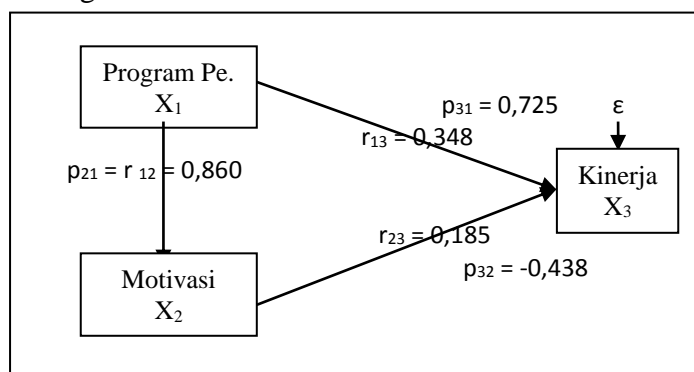 Program Pe.
X₁
p₃₁ = 0,725
ε
r₁₃ = 0,348
p₂₁ = r ₁₂ = 0,860
Kinerja
X₃
r₂₃ = 0,185
p₃₂ = -0,438
Motivasi
X₂